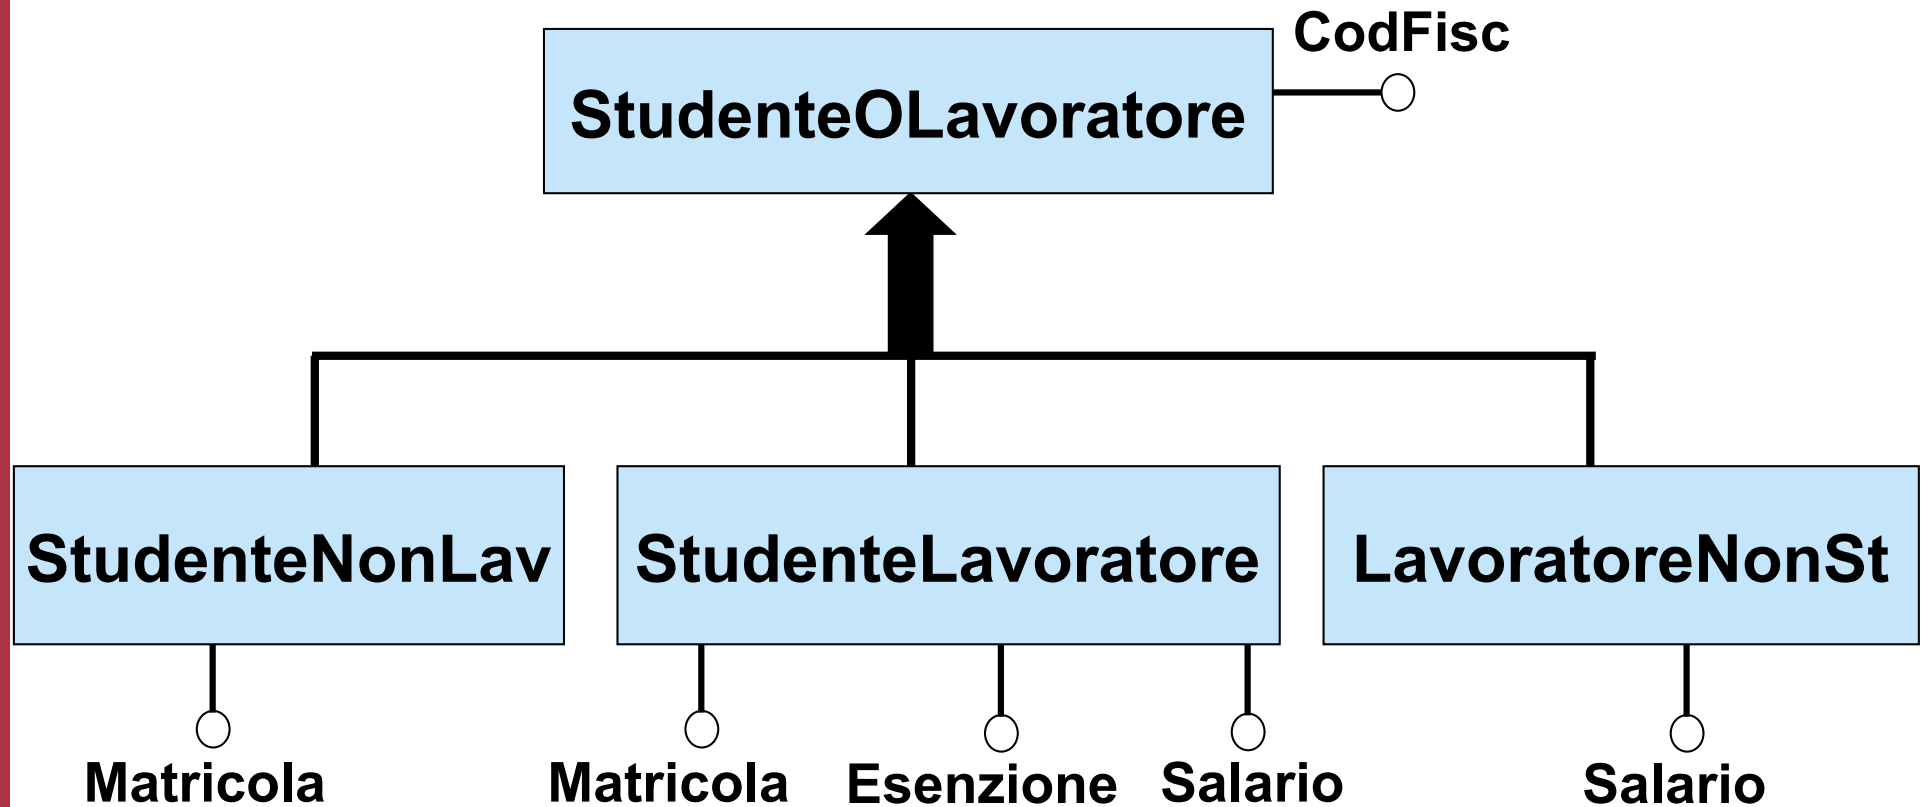 CodFisc
StudenteOLavoratore
StudenteNonLav
StudenteLavoratore
LavoratoreNonSt
Matricola
Matricola
Esenzione
Salario
Salario